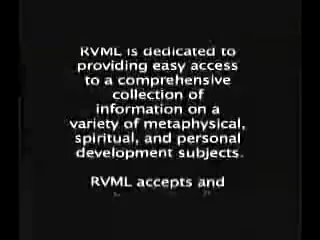 RVML is dedicated to
providing easy access
to a comprehensive
collection of
information on a
variety of metaphysical,
spiritual, and personal
development subjects.
RVML accepts and